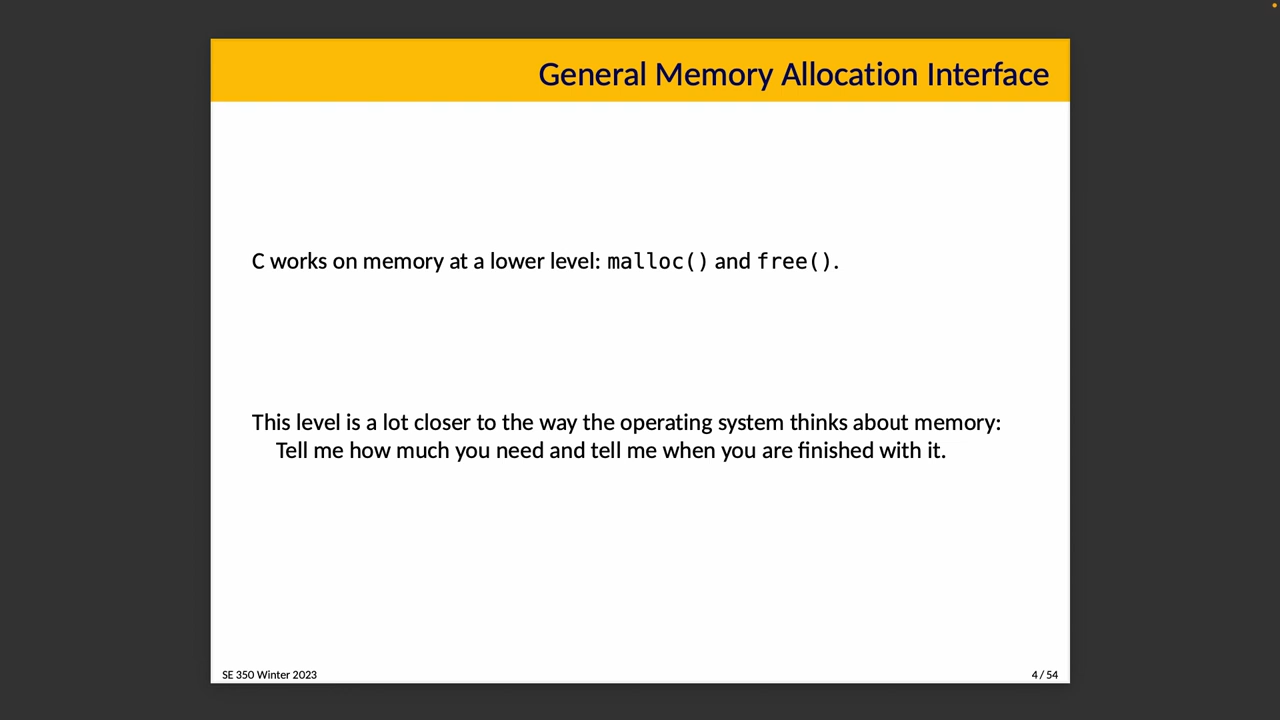 General Memory Allocation Interface
C works on memory at a lower level: malloc() and free().
This level is a lot closer to the way the operating system thinks about memory:
Tell me how much you need and tell me when you are finished with it.
SE 350 Winter 2023
4 / 54